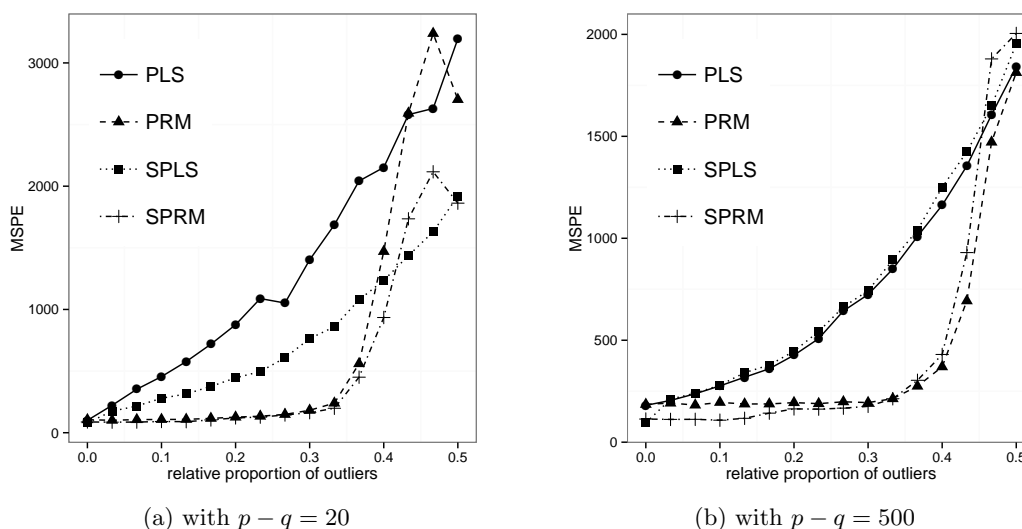 3000
2000
1000
0
MSPE
PLS
PRM
SPLS
SPRM
0.0 0.1 0.2 0.3 0.4 0.5
relative proportion of outliers
(a) with p − q = 20
2000
1500
1000
500
0
MSPE
PLS
PRM
SPLS
SPRM
0.0 0.1 0.2 0.3 0.4 0.5
relative proportion of outliers
(b) with p − q = 500